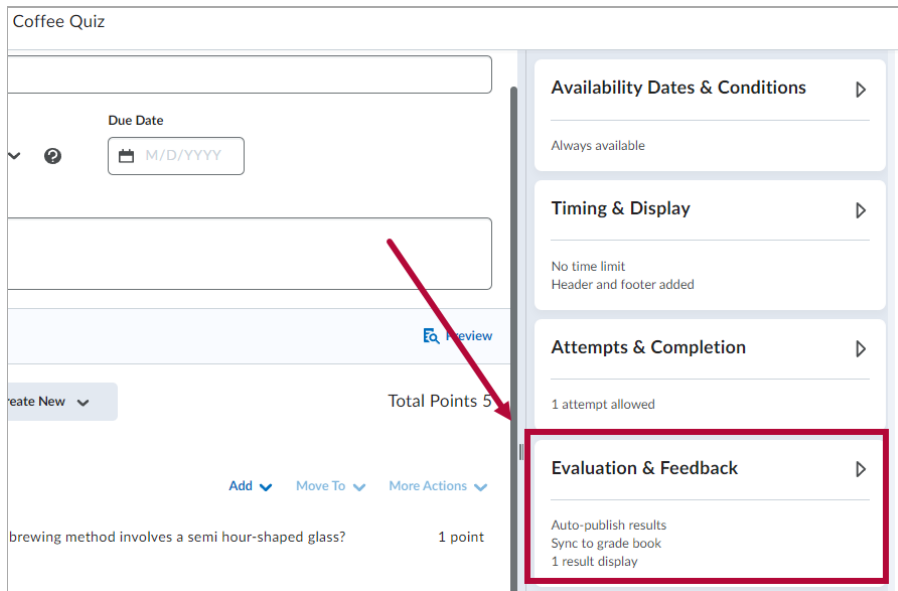 Coffee Quiz
Due Date
M/D/YYYY
Preview
reate New
Total Points 5
Add Move To More Actions
brewing method involves a semi hour-shaped glass? 1 point
Availability Dates & Conditions
Always available
Timing & Display
No time limit
Header and footer added
Attempts & Completion
1 attempt allowed
Evaluation & Feedback
Auto-publish results
Sync to grade book
1 result display